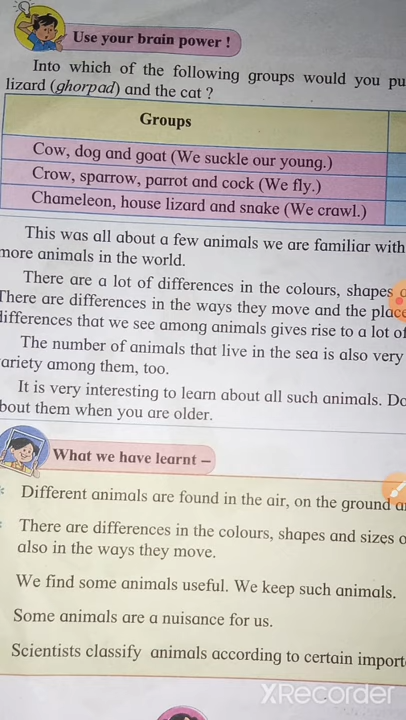 Use your brain power !
Into which of the following groups would you pu
lizard (ghorpad) and the cat ?
Groups
Cow, dog and goat (We suckle our young.)
Crow, sparrow, parrot and cock (We fly.)
Chameleon, house lizard and snake (We crawl.)
This was all about a few animals we are familiar with
more animals in the world.
There are a lot of differences in the colours, shapes
There are differences in the ways they move and the place
differences that we see among animals gives rise to a lot of
The number of animals that live in the sea is also very
ariety among them, too.
It is very interesting to learn about all such animals. Do
bout them when you are older.
What we have learnt –
Different animals are found in the air, on the ground a
There are differences in the colours, shapes and sizes o
also in the ways they move.
We find some animals useful. We keep such animals.
Some animals are a nuisance for us.
Scientists classify animals according to certain import
XRecorder